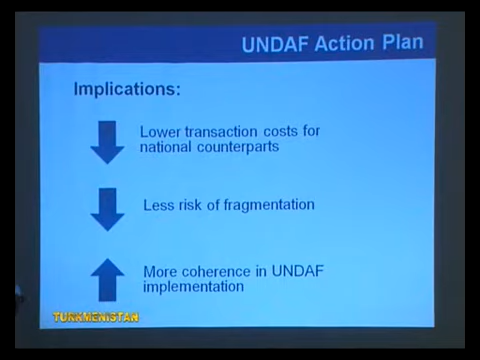 UNDAF Action Plan
Implications:
Lower transaction costs for
national counterparts
Less risk of fragmentation
More coherence in UNDAF
implementation
TURKMENISTAN